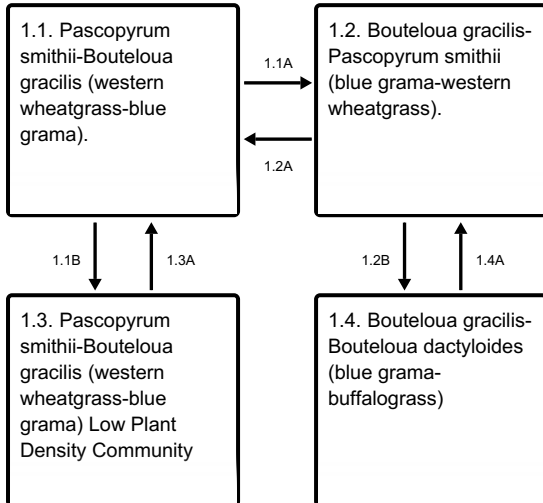 1.1. Pascopyrum
smithii-Bouteloua
gracilis (western
wheatgrass-blue
grama).
1.1A
1.2A
1.2. Bouteloua gracilis-
Pascopyrum smithii
(blue grama-western
wheatgrass).
1.1B
1.3A
1.2B
1.4A
1.3. Pascopyrum
smithii-Bouteloua
gracilis (western
wheatgrass-blue
grama) Low Plant
Density Community
1.4. Bouteloua gracilis-
Bouteloua dactyloides
(blue grama-
buffalograss)